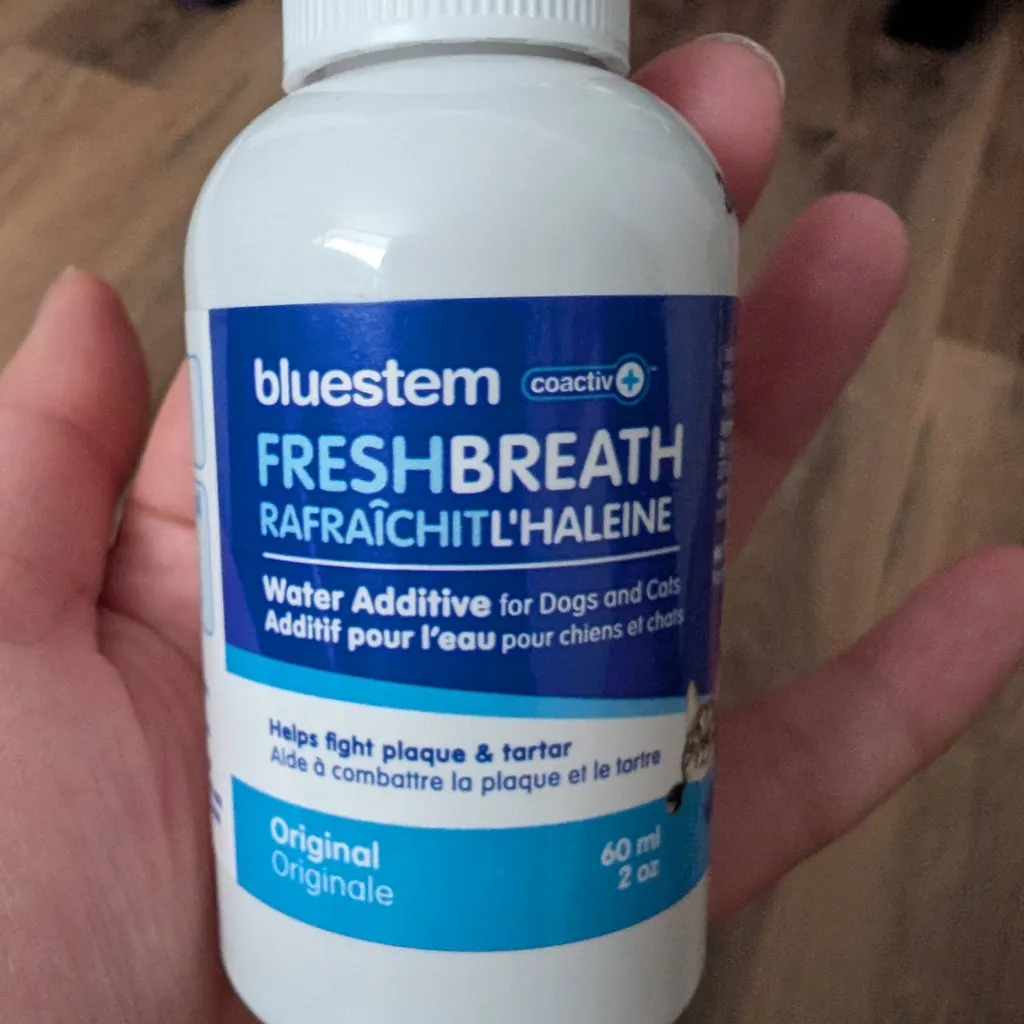 bluestem coactiv+™
FRESHBREATH
RAFRAÎCHITL'HALEINE
Water Additive for Dogs and Cats
Additif pour l'eau pour chiens et chats
Helps fight plaque & tartar
Aide à combattre la plaque et le tartre
Original
Originale
60 ml
2 oz